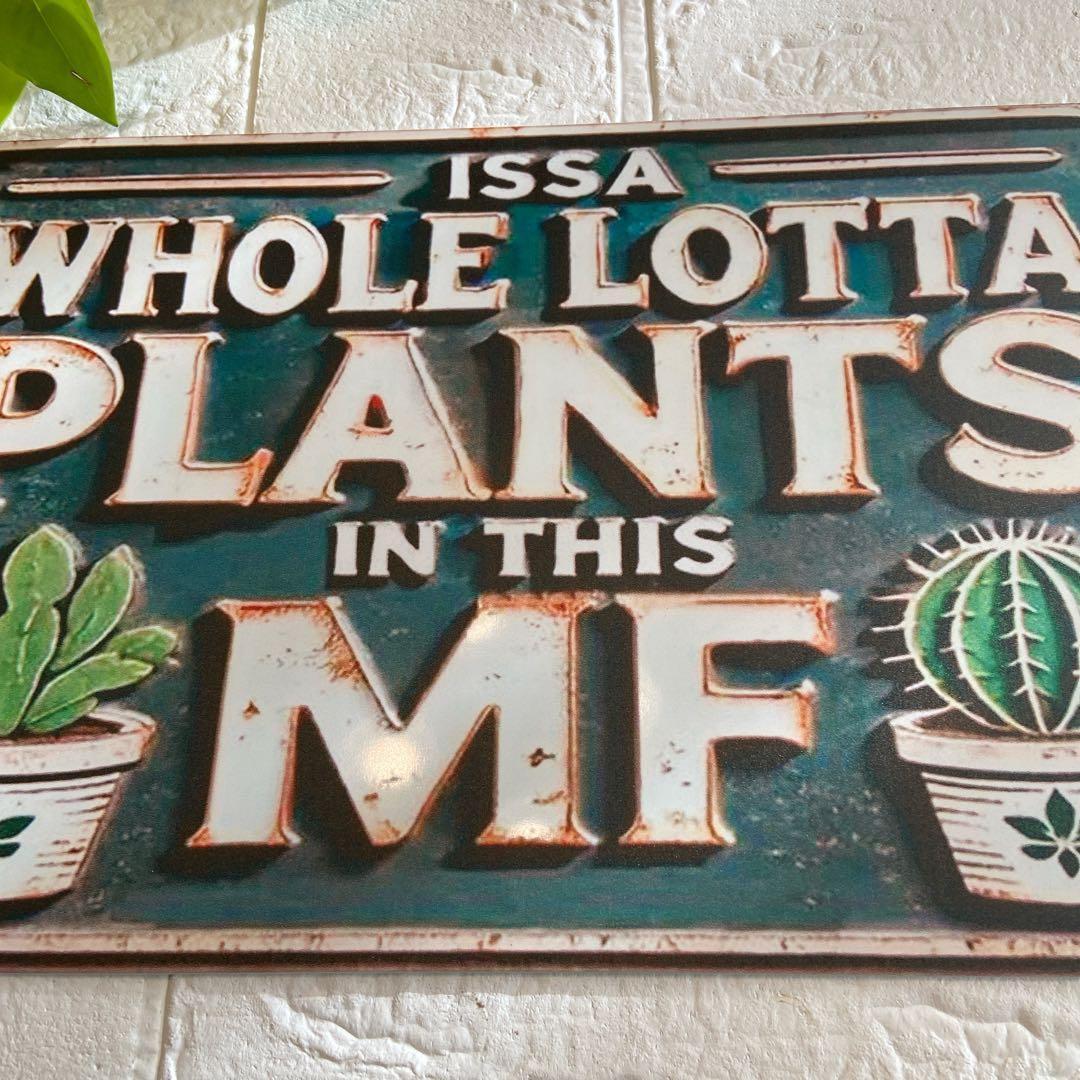 ISSA
WHOLE LOTTA
PLANTS
IN THIS
MF